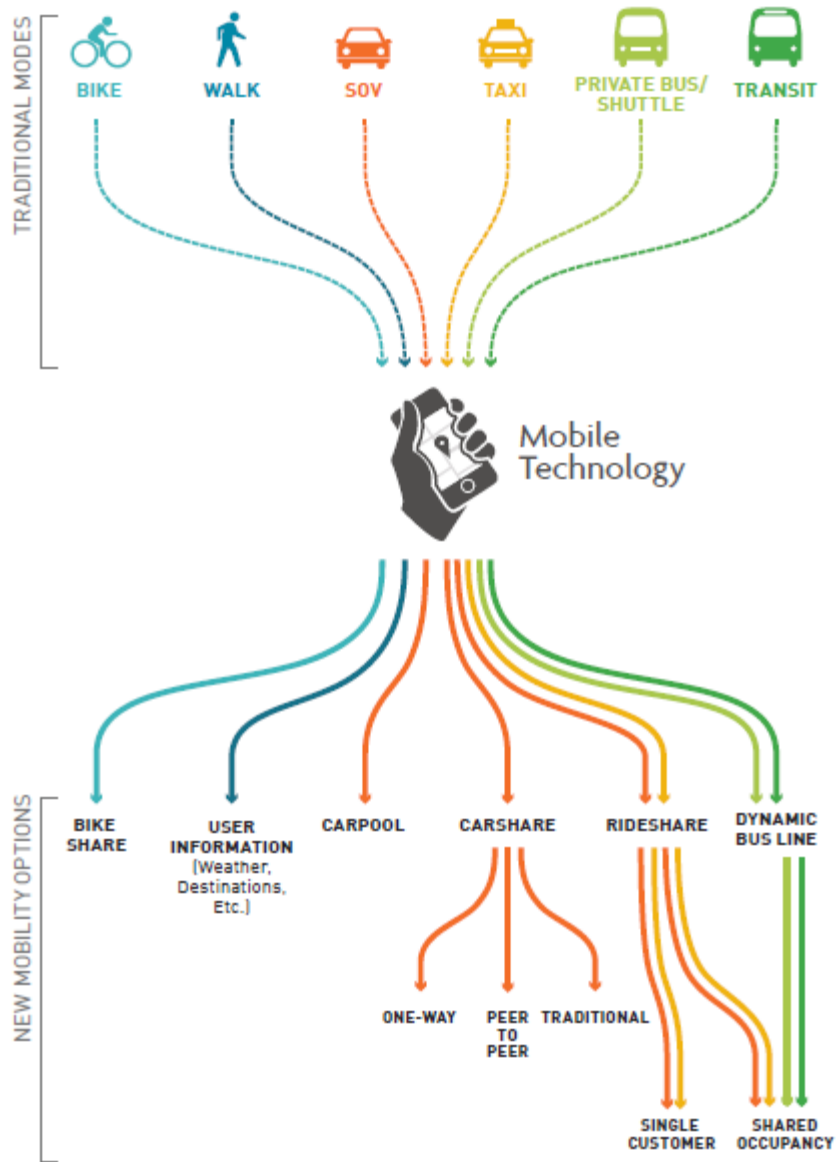 TRADITIONAL MODES
BIKE
WALK
SOV
TAXI
PRIVATE BUS/
SHUTTLE
TRANSIT
Mobile
Technology
NEW MOBILITY OPTIONS
BIKE
SHARE
USER
INFORMATION
(Weather,
Destinations,
Etc.)
CARPOOL
CARSHARE
RIDESHARE
DYNAMIC
BUS LINE
ONE-WAY
PEER
TO
PEER
TRADITIONAL
SINGLE
CUSTOMER
SHARED
OCCUPANCY